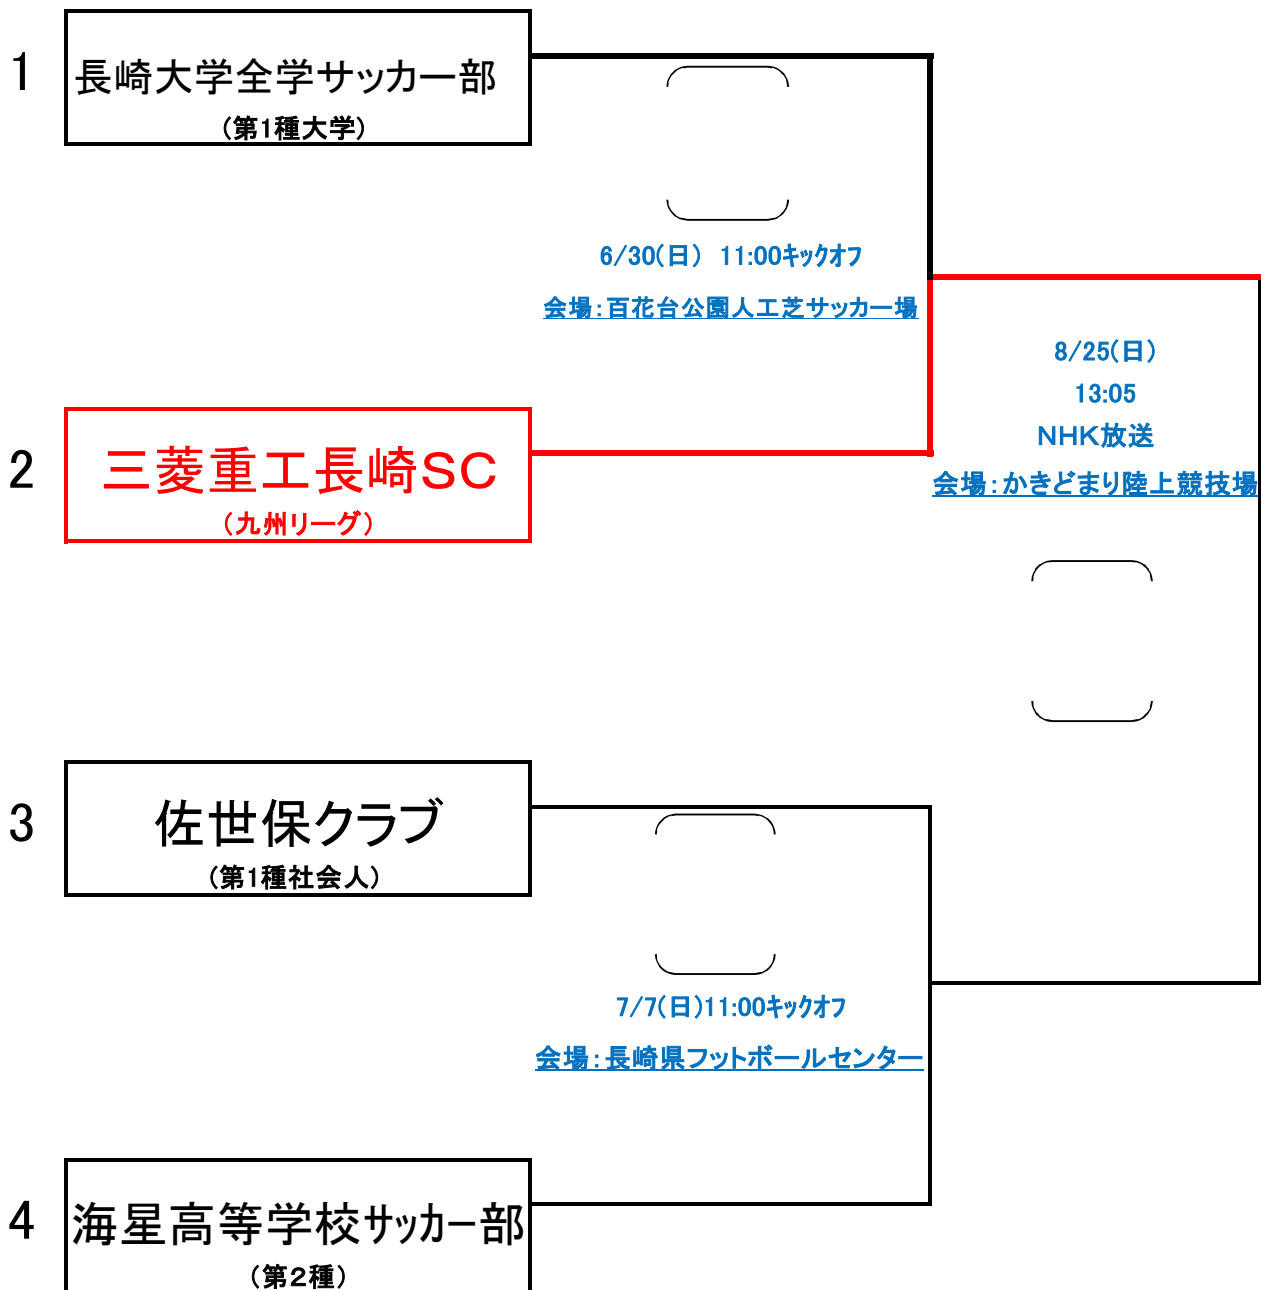 1
長崎大学全学サッカー部
(第1種大学)
6/30(日) 11:00キックオフ
会場:百花台公園人工芝サッカー場
8/25(日)
13:05
NHK放送
会場:かきどまり陸上競技場
2
三菱重工長崎SC
(九州リーグ)
3
佐世保クラブ
(第1種社会人)
7/7(日)11:00キックオフ
会場:長崎県フットボールセンター
4
海星高等学校サッカー部
(第2種)